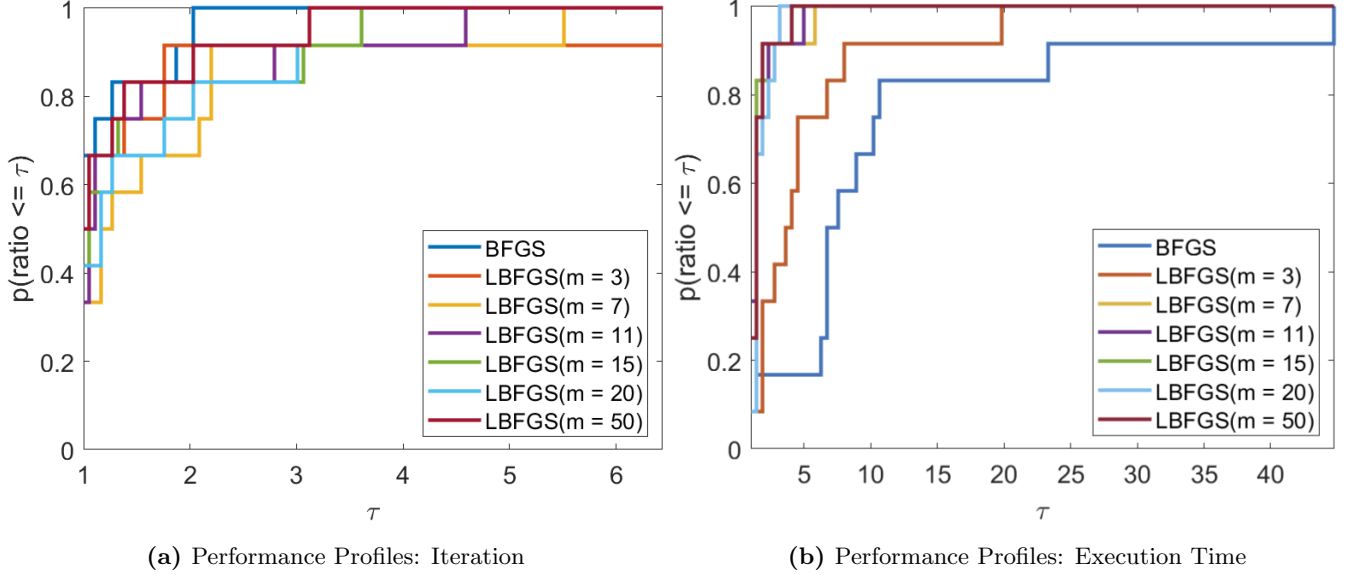 1
0.8
0.6
0.4
0.2
0
p(ratio <= τ)
1
2
3
4
5
6
τ
BFGS
LBFGS(m = 3)
LBFGS(m = 7)
LBFGS(m = 11)
LBFGS(m = 15)
LBFGS(m = 20)
LBFGS(m = 50)
(a) Performance Profiles: Iteration
1
0.8
0.6
0.4
0.2
0
p(ratio <= τ)
5
10
15
20
25
30
35
40
τ
BFGS
LBFGS(m = 3)
LBFGS(m = 7)
LBFGS(m = 11)
LBFGS(m = 15)
LBFGS(m = 20)
LBFGS(m = 50)
(b) Performance Profiles: Execution Time